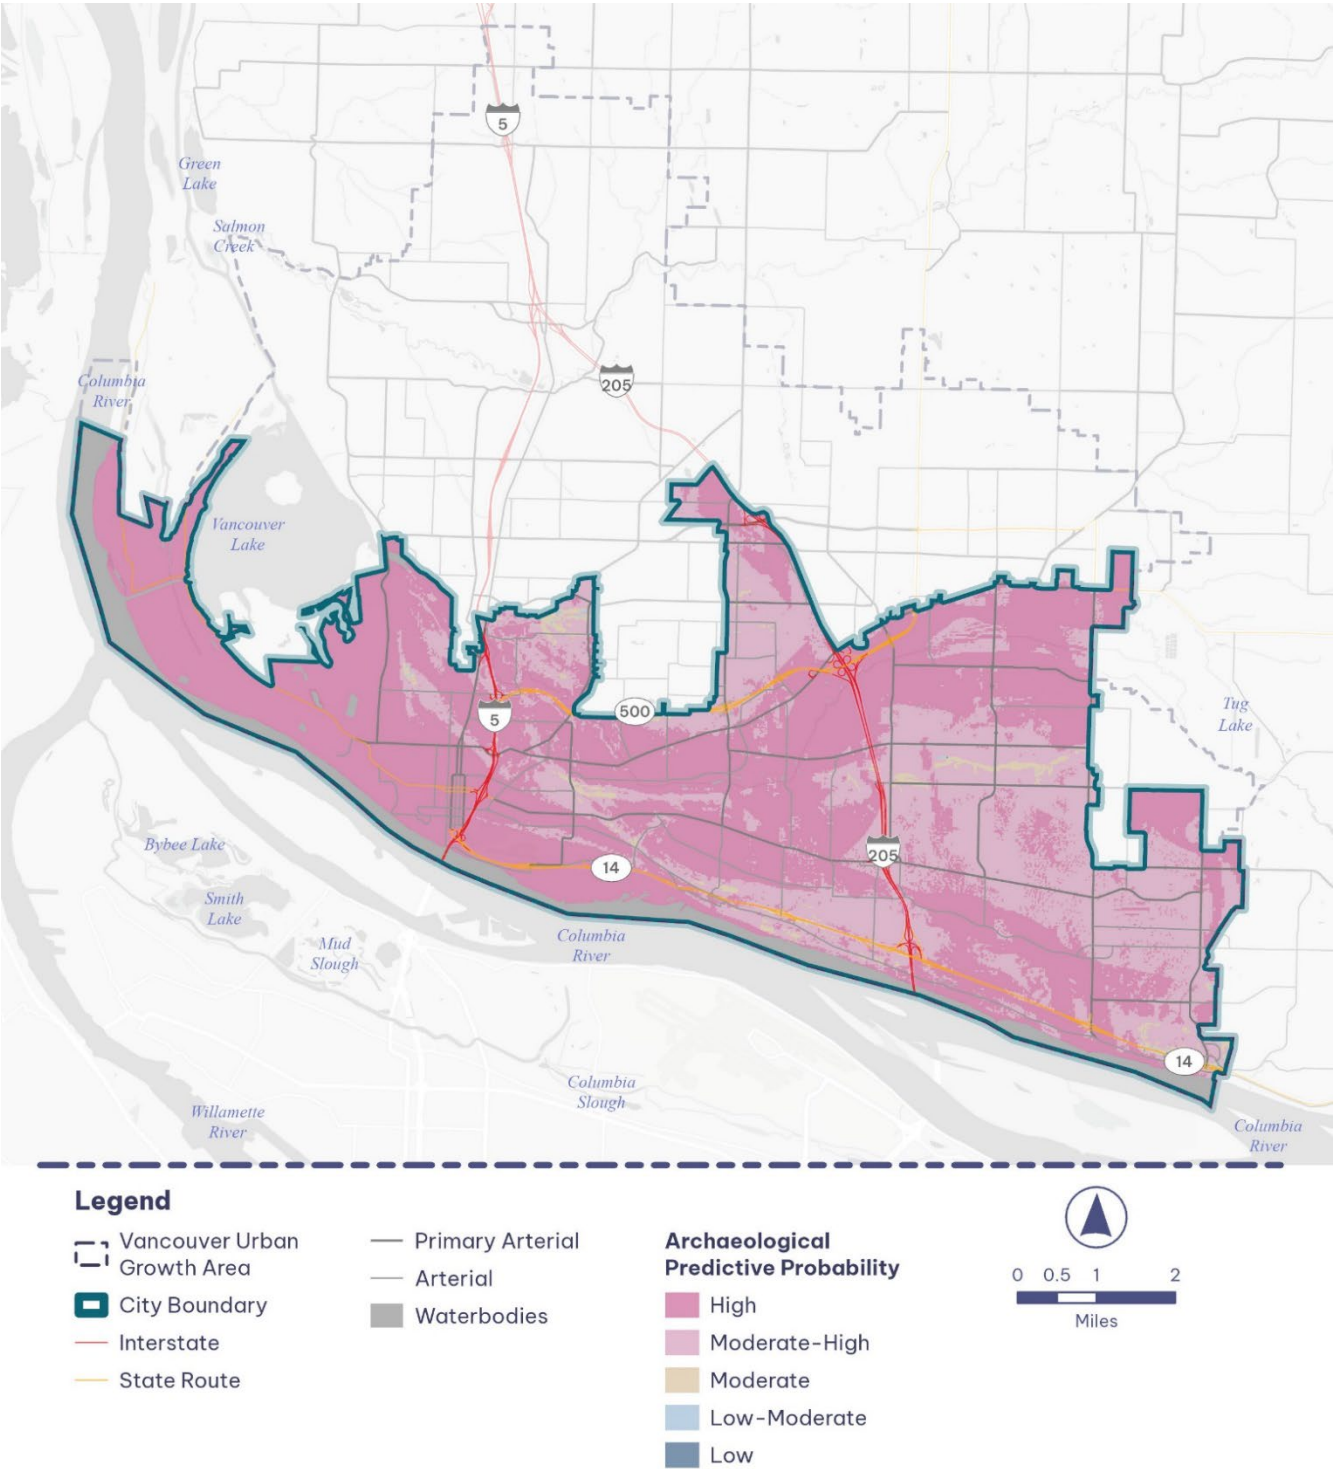 5
Green
Lake
Salmon
Creek
205
Columbia
River
Vancouver
Lake
500
5
Tug
Lake
Bybee Lake
205
14
Smith
Lake
Mud
Slough
Columbia
River
14
Columbia
Slough
Willamette
River
Columbia
River
Legend
Vancouver Urban
Growth Area
City Boundary
Interstate
State Route
Primary Arterial
Arterial
Waterbodies
Archaeological
Predictive Probability
High
Moderate-High
Moderate
Low-Moderate
Low
0 0.5 1 2
Miles